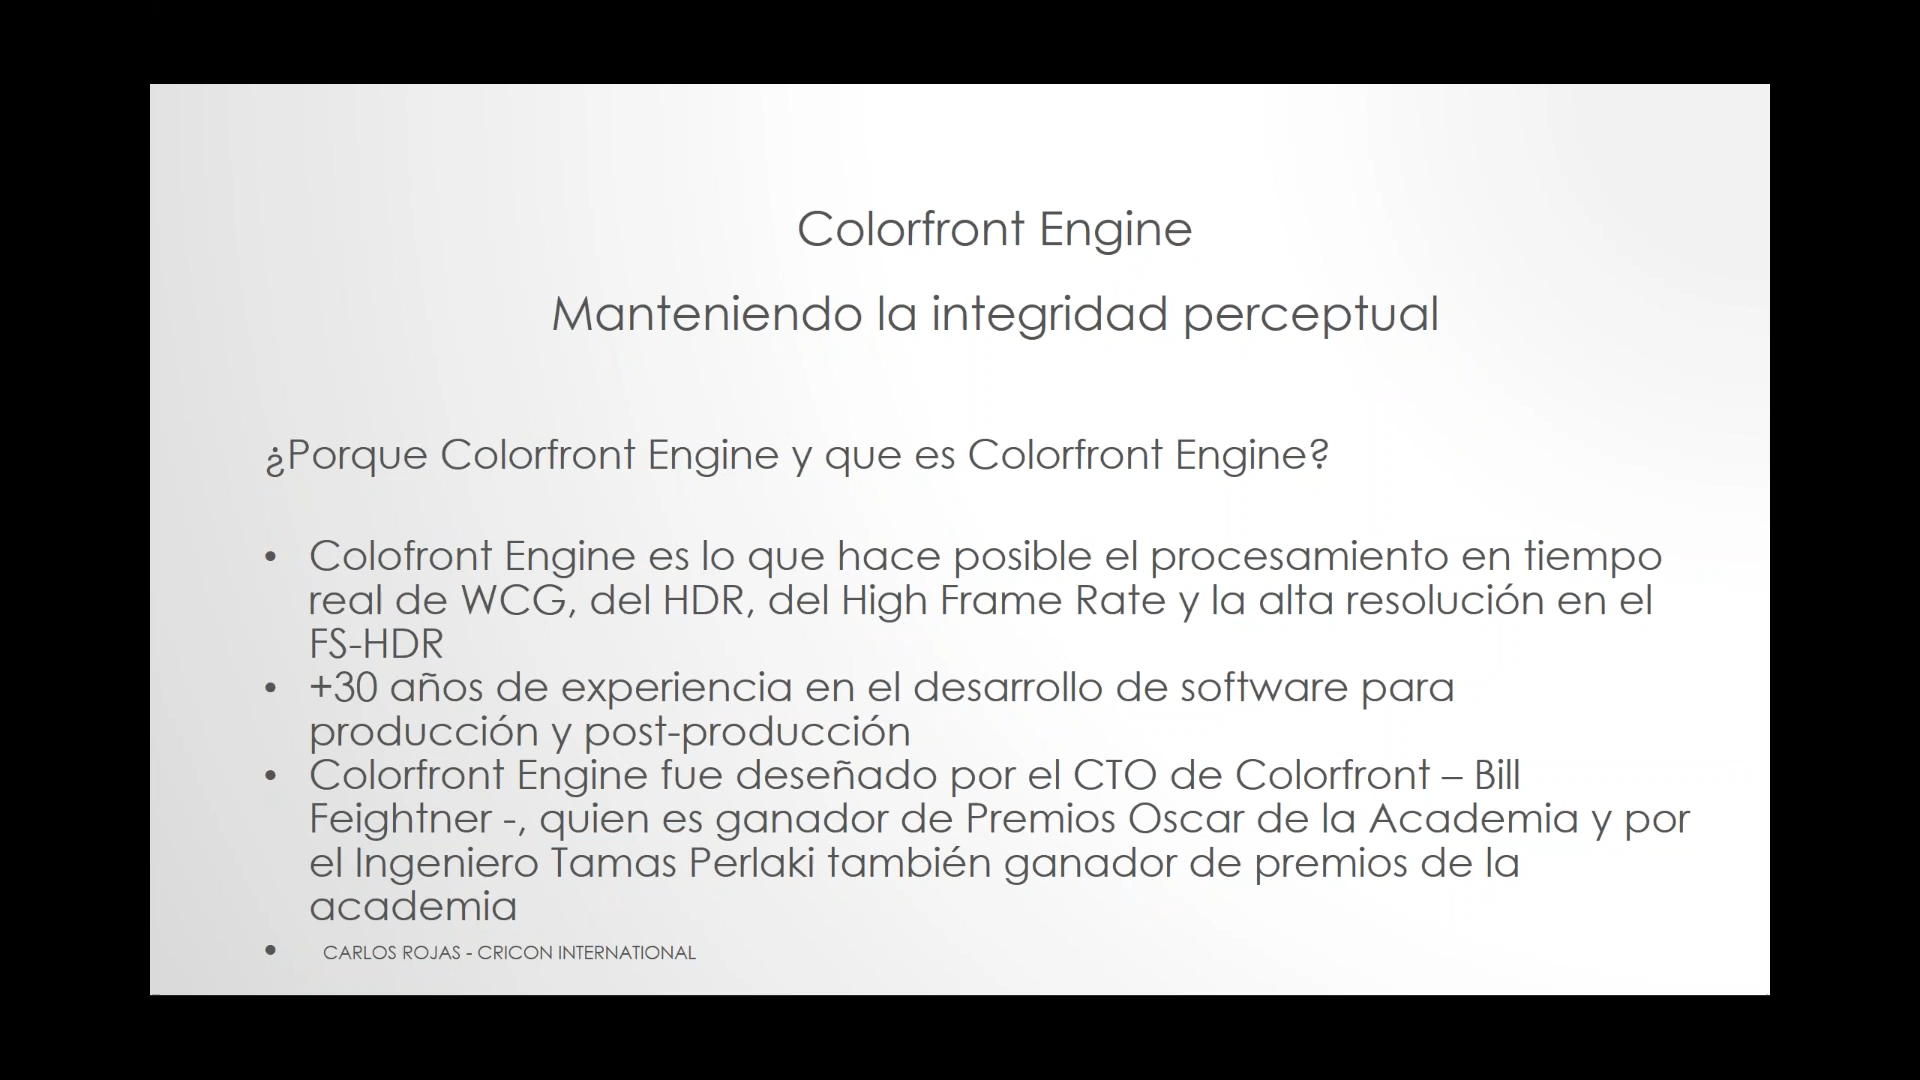 Colorfront Engine
Manteniendo la integridad perceptual
¿Porque Colorfront Engine y que es Colorfront Engine?
• Colofront Engine es lo que hace posible el procesamiento en tiempo
real de WCG, del HDR, del High Frame Rate y la alta resolución en el
FS-HDR
• +30 años de experiencia en el desarrollo de software para
producción y post-producción
• Colorfront Engine fue deseñado por el CTO de Colorfront – Bill
Feightner -, quien es ganador de Premios Oscar de la Academia y por
el Ingeniero Tamas Perlaki también ganador de premios de la
academia
• CARLOS ROJAS - CRICON INTERNATIONAL